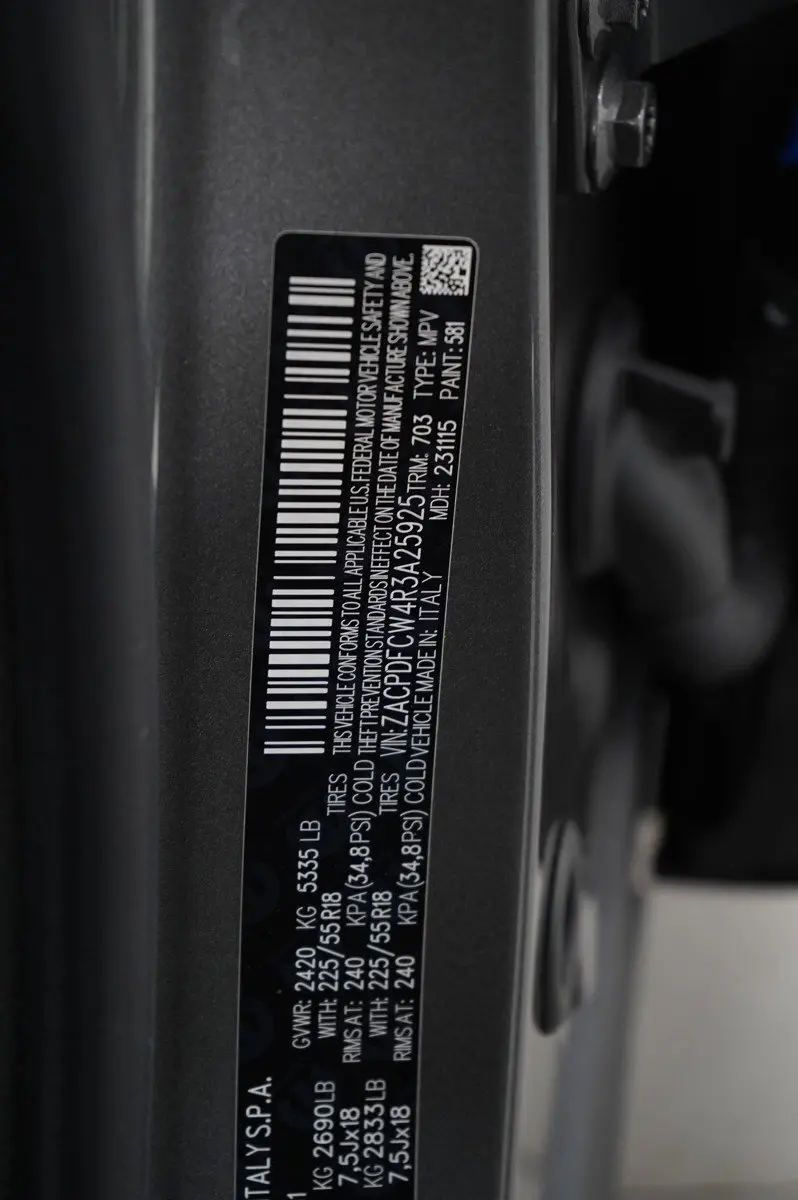 ITALY S.P.A.
1 GVWR: 2420 KG 5335 LB
KG 2690LB WITH: 225/55R18 TIRES THIS VEHICLE CONFORMS TO ALL APPLICABLE U.S. FEDERAL MOTOR VEHICLE SAFETY AND
7,5Jx18 RIMS AT: 240 KPA (34,8PSI) COLD THEFT PREVENTION STANDARDS IN EFFECT ON THE DATE OF MANUFACTURE SHOWN ABOVE.
KG 2833LB WITH: 225/55R18 TIRES VIN: ZACPDFCW4R3A25925 TRIM: 703 TYPE: MPV
7,5Jx18 RIMS AT: 240 KPA (34,8PSI) COLD VEHICLE MADE IN: ITALY MDH: 231115 PAINT: 581